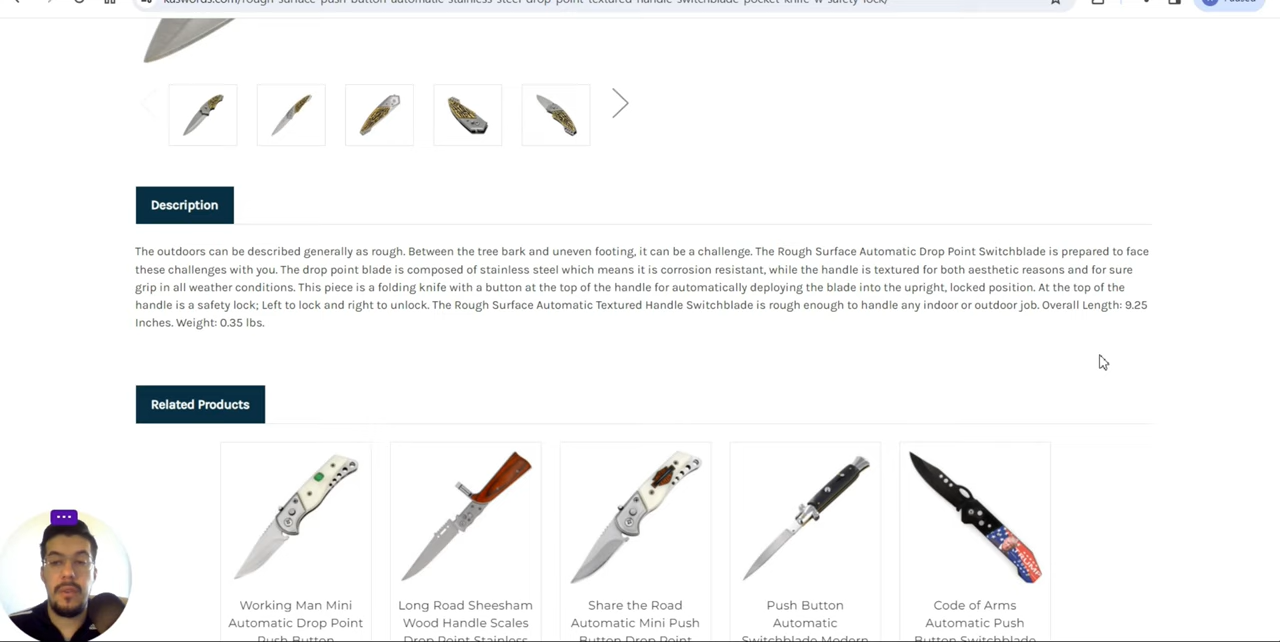 kaswords.com/rough-surface-push-button-automatic-stainless-steel-drop-point-textured-handle-switchblade-pocket-knife-w-safety-lock/
Paused
Description
The outdoors can be described generally as rough. Between the tree bark and uneven footing, it can be a challenge. The Rough Surface Automatic Drop Point Switchblade is prepared to face
these challenges with you. The drop point blade is composed of stainless steel which means it is corrosion resistant, while the handle is textured for both aesthetic reasons and for sure
grip in all weather conditions. This piece is a folding knife with a button at the top of the handle for automatically deploying the blade into the upright, locked position. At the top of the
handle is a safety lock; Left to lock and right to unlock. The Rough Surface Automatic Textured Handle Switchblade is rough enough to handle any indoor or outdoor job. Overall Length: 9.25
Inches. Weight: 0.35 lbs.
Related Products
Working Man Mini
Automatic Drop Point
Push Button
Long Road Sheesham
Wood Handle Scales
Drop Point Stainless
Share the Road
Automatic Mini Push
Button Drop Point
Push Button
Automatic
Switchblade Modern
Code of Arms
Automatic Push
Button Switchblade